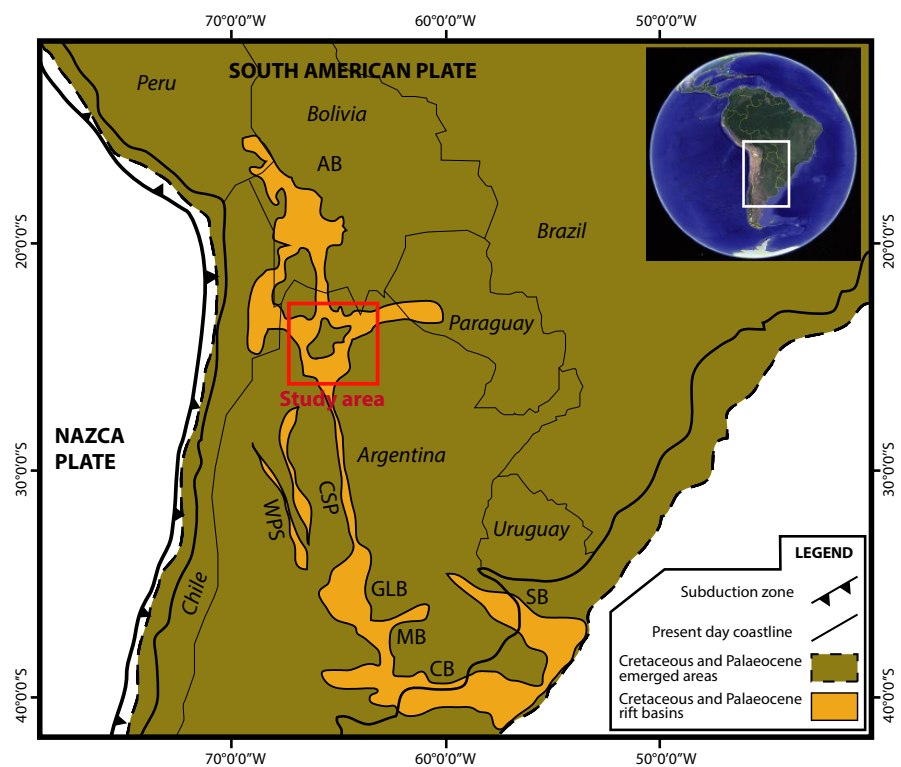 70°0'0"W
60°0'0"W
50°0'0"W
SOUTH AMERICAN PLATE
Peru
Bolivia
AB
Brazil
20°0'0"S
20°0'0"S
Paraguay
Study area
NAZCA
PLATE
Argentina
30°0'0"S
30°0'0"S
WPS
CSP
Uruguay
Chile
GLB
SB
MB
CB
LEGEND
Subduction zone
Present day coastline
Cretaceous and Palaeocene
emerged areas
Cretaceous and Palaeocene
rift basins
40°0'0"S
40°0'0"S
70°0'0"W
60°0'0"W
50°0'0"W